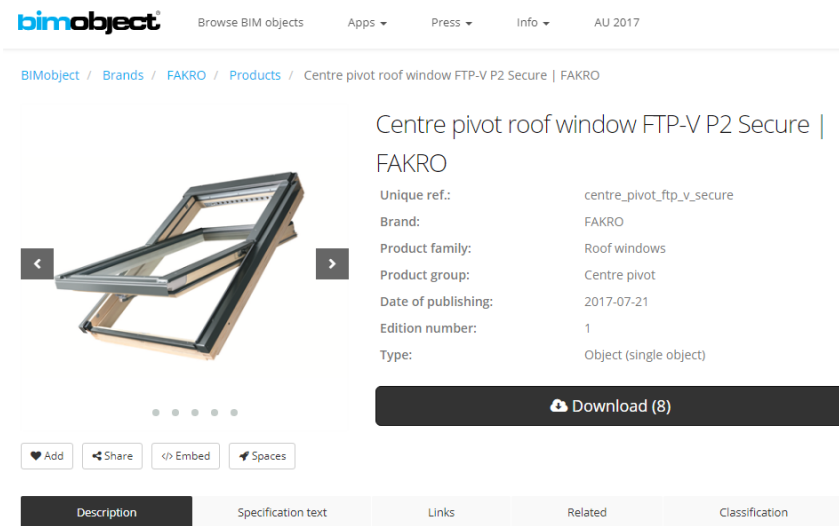 bimobject
Browse BIM objects Apps Press Info AU 2017
BIMobject / Brands / FAKRO / Products / Centre pivot roof window FTP-V P2 Secure | FAKRO
Centre pivot roof window FTP-V P2 Secure |
FAKRO
Unique ref.: centre_pivot_ftp_v_secure
Brand: FAKRO
Product family: Roof windows
Product group: Centre pivot
Date of publishing: 2017-07-21
Edition number: 1
Type: Object (single object)
Download (8)
Add Share </> Embed Spaces
Description Specification text Links Related Classification